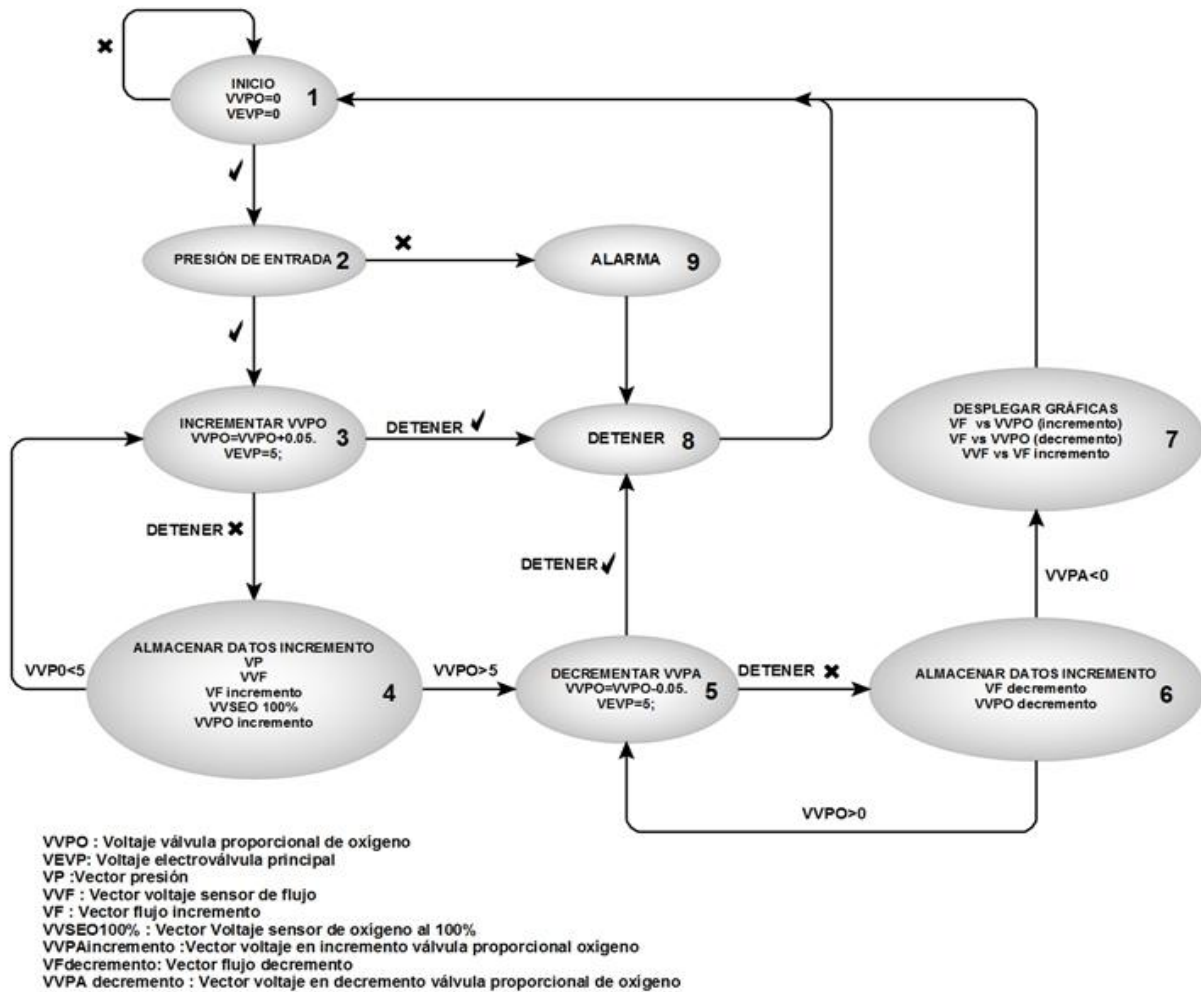 ✖
INICIO
VVPO=0
VEVP=0
1
✓
PRESIÓN DE ENTRADA 2
✖
ALARMA 9
✓
INCREMENTAR VVPO
VVPO=VVPO+0.05.
VEVP=5;
3
DETENER ✓
DETENER 8
DESPLEGAR GRÁFICAS
VF vs VVPO (incremento)
VF vs VVPO (decremento)
VVF vs VF incremento
7
DETENER ✖
DETENER ✓
VVPA<0
VVP0<5
ALMACENAR DATOS INCREMENTO
VP
VVF
VF incremento
VVSEO 100%
VVPO incremento
4
VVPO>5
DECREMENTAR VVPA
VVPO=VVPO-0.05.
VEVP=5;
5
DETENER ✖
ALMACENAR DATOS INCREMENTO
VF decremento
VVPO decremento
6
VVPO>0
VVPO : Voltaje válvula proporcional de oxígeno
VEVP: Voltaje electroválvula principal
VP :Vector presión
VVF : Vector voltaje sensor de flujo
VF : Vector flujo incremento
VVSEO100% : Vector Voltaje sensor de oxígeno al 100%
VVPAincremento :Vector voltaje en incremento válvula proporcional oxígeno
VFdecremento: Vector flujo decremento
VVPA decremento : Vector voltaje en decremento válvula proporcional de oxígeno